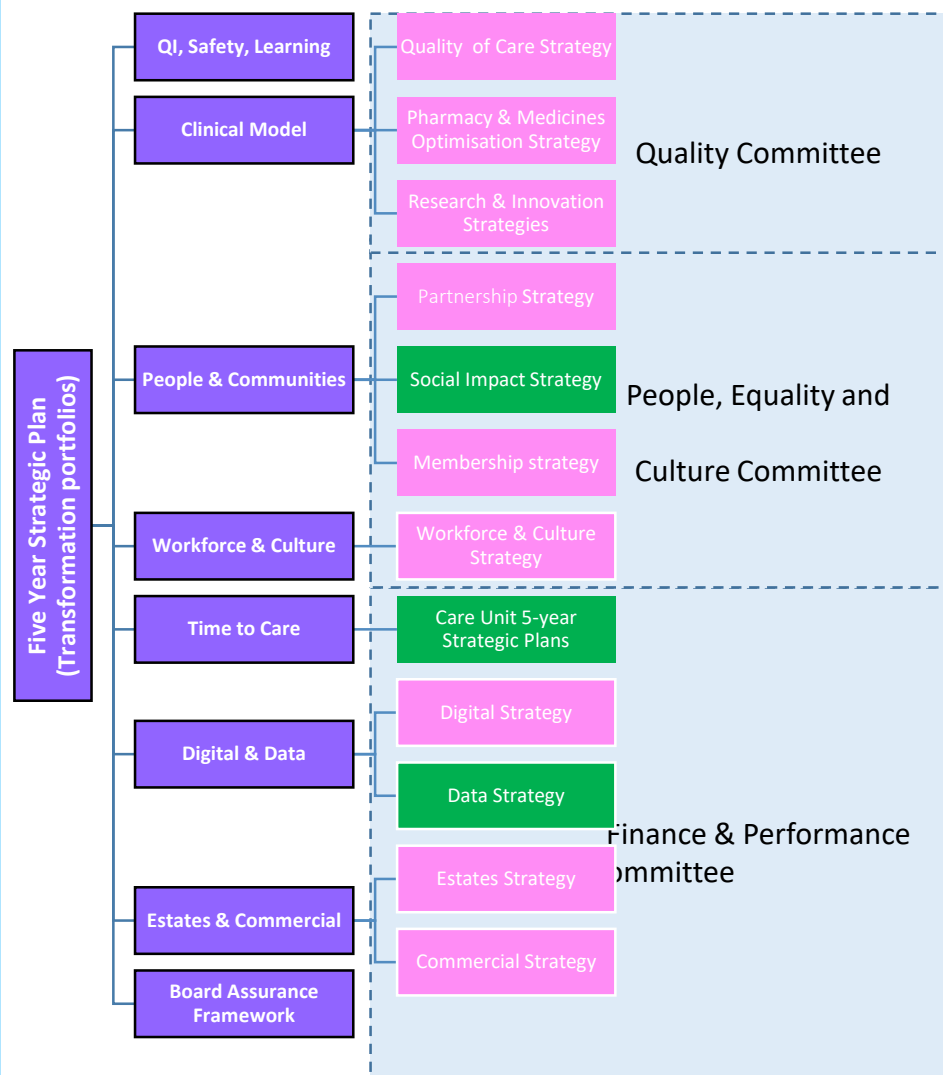 Five Year Strategic Plan
(Transformation portfolios)
QI, Safety, Learning
Clinical Model
People & Communities
Workforce & Culture
Time to Care
Digital & Data
Estates & Commercial
Board Assurance
Framework
Quality of Care Strategy
Pharmacy & Medicines
Optimisation Strategy
Research & Innovation
Strategies
Partnership Strategy
Social Impact Strategy
Membership strategy
Workforce & Culture
Strategy
Care Unit 5-year
Strategic Plans
Digital Strategy
Data Strategy
Estates Strategy
Commercial Strategy
Quality Committee
People, Equality and
Culture Committee
Finance & Performance
ommittee